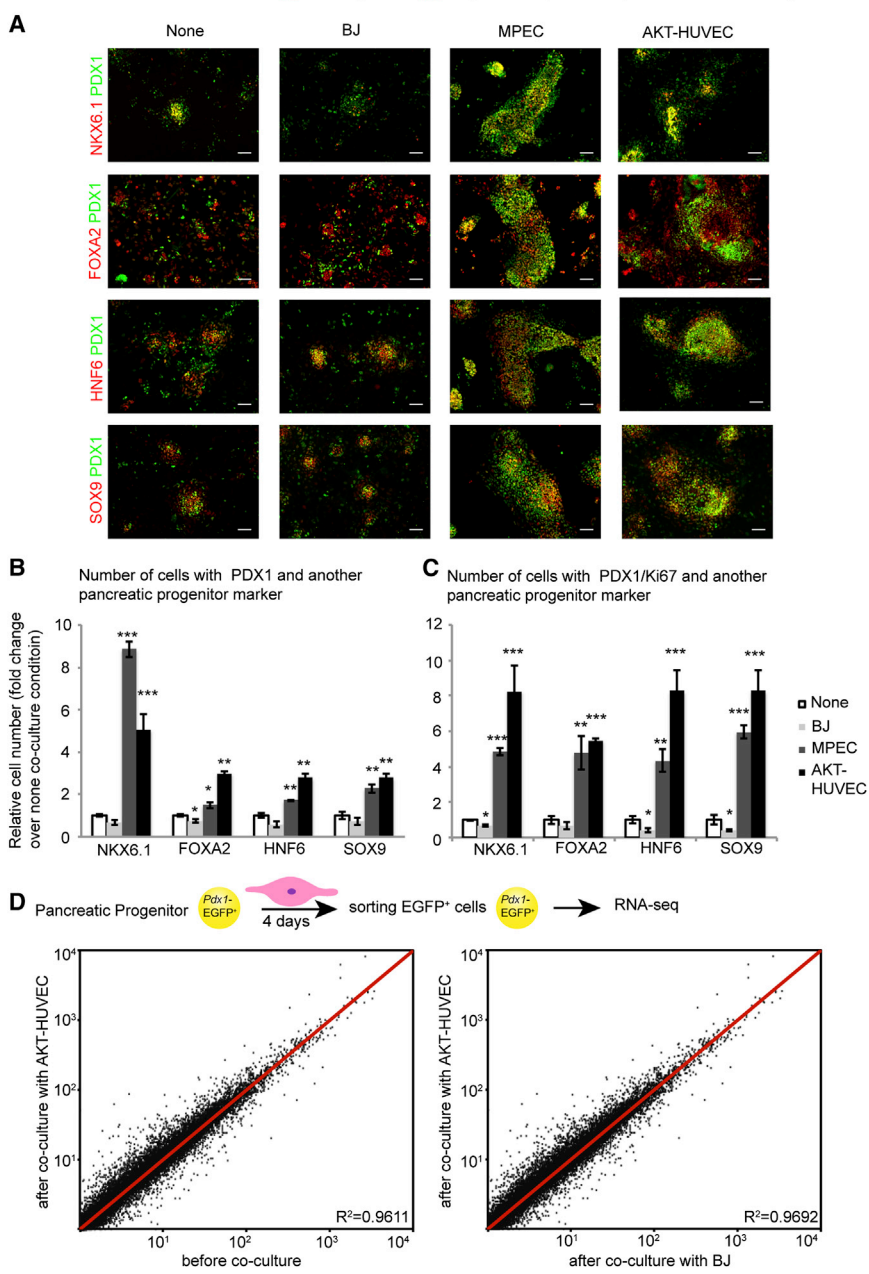 A
None BJ MPEC AKT-HUVEC
NKX6.1 PDX1
FOXA2 PDX1
HNF6 PDX1
SOX9 PDX1
B
Number of cells with PDX1 and another
pancreatic progenitor marker
Relative cell number (fold change
over none co-culture conditoin)
10
8
6
4
2
0
*** ***
* * **
** **
** **
NKX6.1 FOXA2 HNF6 SOX9
C
Number of cells with PDX1/Ki67 and another
pancreatic progenitor marker
12
10
8
6
4
2
0
* *** ***
** ***
* ** ***
* *** ***
NKX6.1 FOXA2 HNF6 SOX9
None
BJ
MPEC
AKT-
HUVEC
D
Pancreatic Progenitor
Pdx1-
EGFP+
4 days
sorting EGFP+ cells
Pdx1-
EGFP+
RNA-seq
after co-culture with AKT-HUVEC
10^4
10^3
10^2
10^1
R^2=0.9611
10^1 10^2 10^3 10^4
before co-culture
after co-culture with AKT-HUVEC
10^4
10^3
10^2
10^1
R^2=0.9692
10^1 10^2 10^3 10^4
after co-culture with BJ